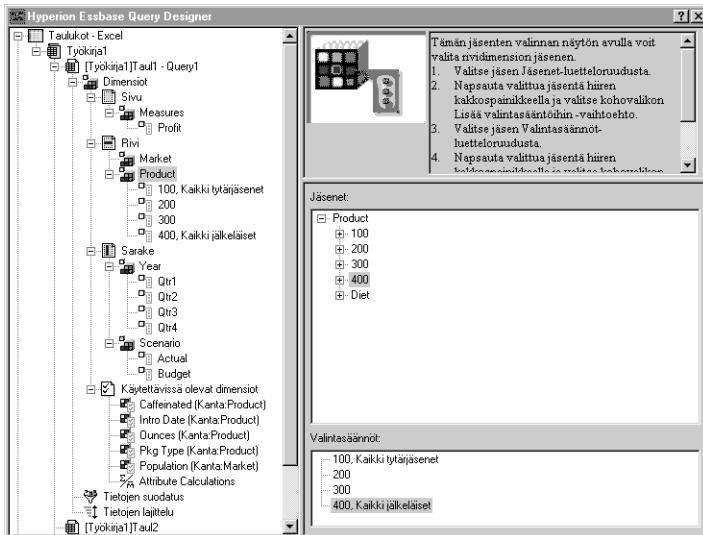 Hyperion Essbase Query Designer
Taulukot - Excel
Työkirja1
[Työkirja1]Taul1 - Query1
Dimensiot
Sivu
Measures
Profit
Rivi
Market
Product
100, Kaikki tytärjäsenet
200
300
400, Kaikki jälkeläiset
Sarake
Year
Qtr1
Qtr2
Qtr3
Qtr4
Scenario
Actual
Budget
Käytettävissä olevat dimensiot
Caffeinated (Kanta:Product)
Intro Date (Kanta:Product)
Ounces (Kanta:Product)
Pkg Type (Kanta:Product)
Population (Kanta:Market)
Attribute Calculations
Tietojen suodatus
Tietojen lajittelu
[Työkirja1]Taul2
Tämän jäsenten valinnan näytön avulla voit
valita rividimension jäsenen.
1. Valitse jäsen Jäsenet-luetteloruudusta.
2. Napsauta valittua jäsentä hiiren
kakkospainikkeella ja valitse kohovalikon
Lisää valintasääntöihin -vaihtoehto.
3. Valitse jäsen Valintasäännöt-
luetteloruudusta.
4. Napsauta valittua jäsentä hiiren
kakkospainikkeella ja valitse kohovalikon
Jäsenet:
Product
100
200
300
400
Diet
Valintasäännöt:
100, Kaikki tytärjäsenet
200
300
400, Kaikki jälkeläiset